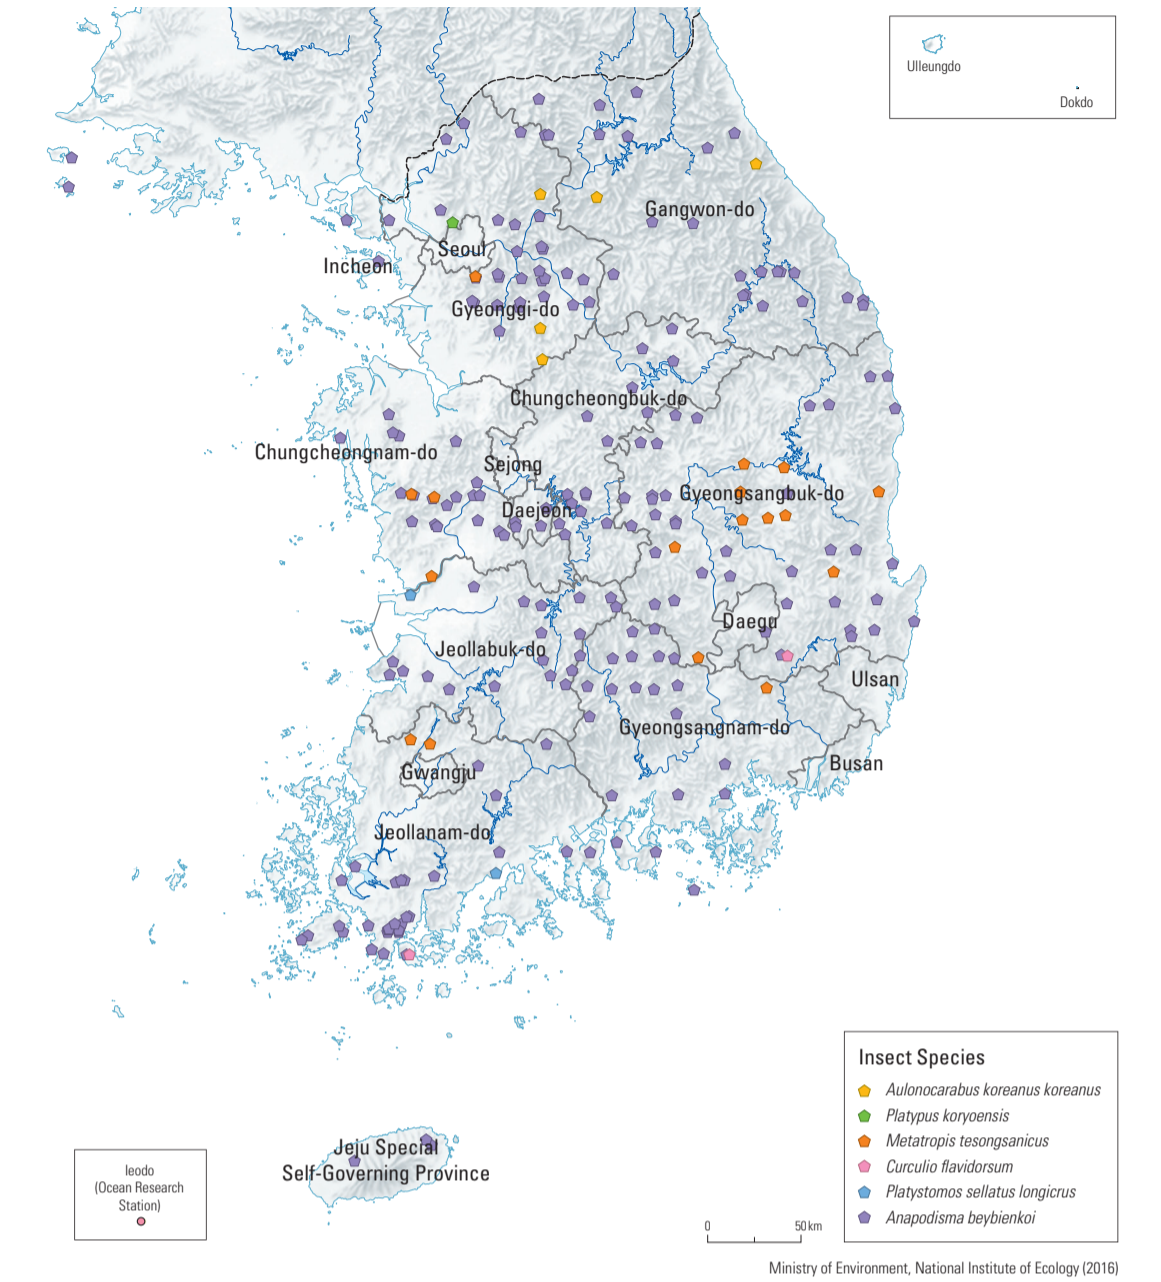 Ulleungdo
Dokdo
Gangwon-do
Seoul
Incheon
Gyeonggi-do
Chungcheongbuk-do
Chungcheongnam-do
Sejong
Gyeongsangbuk-do
Daejeon
Daegu
Jeollabuk-do
Ulsan
Gyeongsangnam-do
Busan
Gwangju
Jeollanam-do
Jeju Special
Self-Governing Province
Ieodo
(Ocean Research
Station)
Insect Species
Aulonocarabus koreanus koreanus
Platypus koryoensis
Metatropis tesongsanicus
Curculio flavidorsum
Platystomos sellatus longicrus
Anapodisma beybienkoi
0 50 km
Ministry of Environment, National Institute of Ecology (2016)